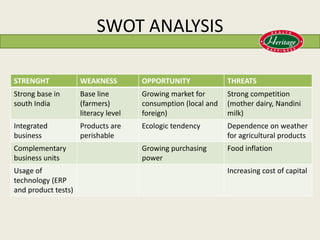 SWOT ANALYSIS
HEALTH
Heritage
HAPPINESS
STRENGHT WEAKNESS OPPORTUNITY THREATS
Strong base in south India
Base line (farmers) literacy level
Growing market for consumption (local and foreign)
Strong competition (mother dairy, Nandini milk)
Integrated business
Products are perishable
Ecologic tendency
Dependence on weather for agricultural products
Complementary business units
Growing purchasing power
Food inflation
Usage of technology (ERP and product tests)
Increasing cost of capital